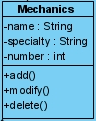 Mechanics
-name : String
-specialty : String
-number : int
+add()
+modify()
+delete()